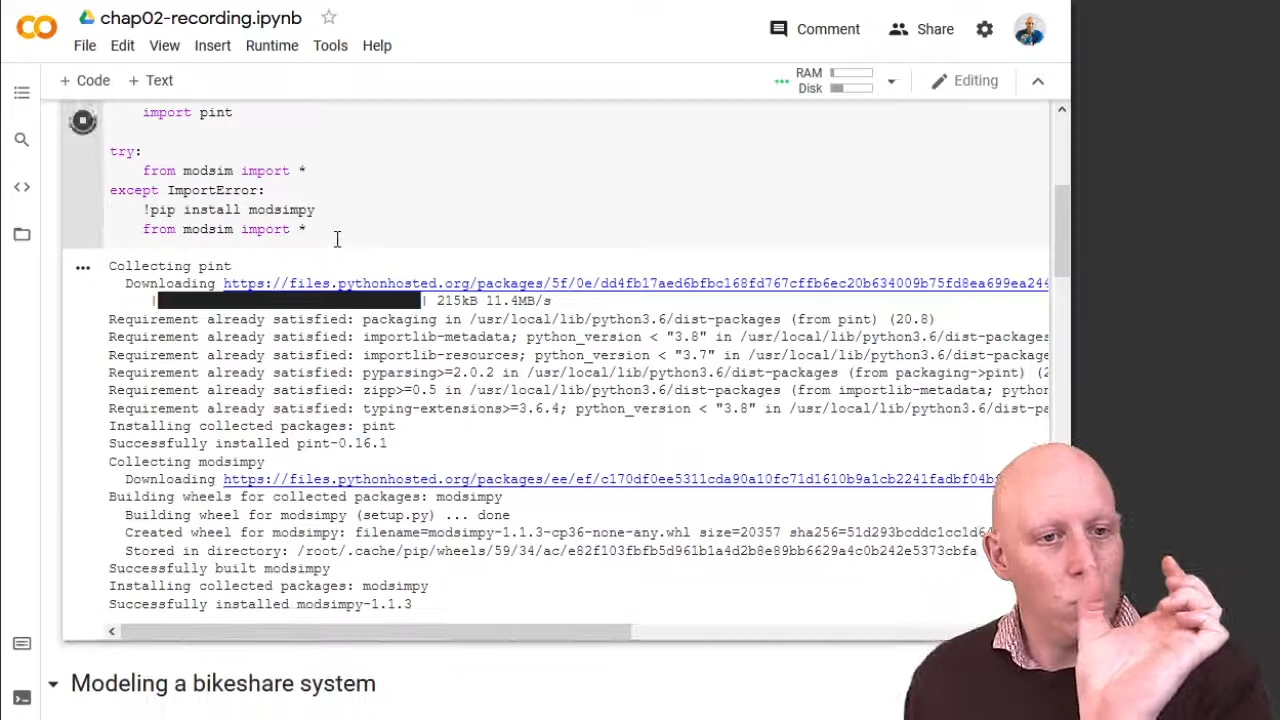 chap02-recording.ipynb
Comment
Share
File Edit View Insert Runtime Tools Help
+ Code + Text
RAM
Disk
Editing
import pint
try:
from modsim import *
except ImportError:
!pip install modsimpy
from modsim import *
Collecting pint
Downloading https://files.pythonhosted.org/packages/5f/0e/dd4fb17aed6bfbc168fd767cffb6ec20b634009b75fd8ea699ea244
215kB 11.4MB/s
Requirement already satisfied: packaging in /usr/local/lib/python3.6/dist-packages (from pint) (20.8)
Requirement already satisfied: importlib-metadata; python_version < "3.8" in /usr/local/lib/python3.6/dist-package
Requirement already satisfied: importlib-resources; python_version < "3.7" in /usr/local/lib/python3.6/dist-packag
Requirement already satisfied: pyparsing>=2.0.2 in /usr/local/lib/python3.6/dist-packages (from packaging->pint) (2
Requirement already satisfied: zipp>=0.5 in /usr/local/lib/python3.6/dist-packages (from importlib-metadata; python
Requirement already satisfied: typing-extensions>=3.6.4; python_version < "3.8" in /usr/local/lib/python3.6/dist-pa
Installing collected packages: pint
Successfully installed pint-0.16.1
Collecting modsimpy
Downloading https://files.pythonhosted.org/packages/ee/ef/c170df0ee5311cda90a10fc71d1610b9a1cb2241fadbf04bf
Building wheels for collected packages: modsimpy
Building wheel for modsimpy (setup.py) ... done
Created wheel for modsimpy: filename=modsimpy-1.1.3-cp36-none-any.whl size=20357 sha256=51d293bcddc1cc1d64
Stored in directory: /root/.cache/pip/wheels/59/34/ac/e82f103fbfb5d961b1a4d2b8e89bb6629a4c0b242e5373cbfa
Successfully built modsimpy
Installing collected packages: modsimpy
Successfully installed modsimpy-1.1.3
Modeling a bikeshare system